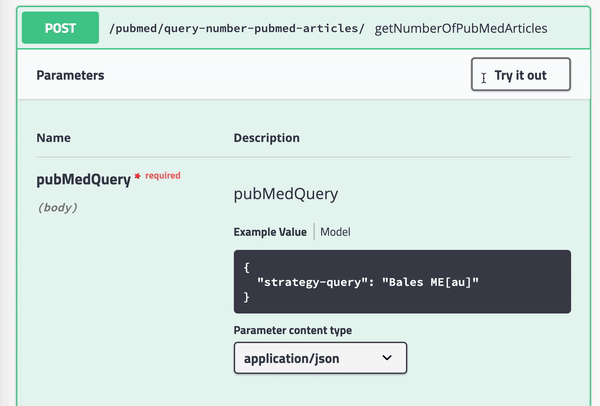 POST /pubmed/query-number-pubmed-articles/ getNumberOfPubMedArticles
Parameters Try it out
Name Description
pubMedQuery * required pubMedQuery
(body)
Example Value | Model
{
"strategy-query": "Bales ME[au]"
}
Parameter content type
application/json